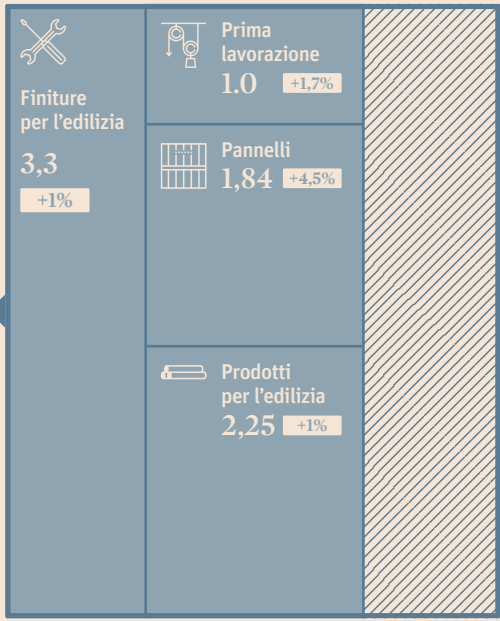 Finiture
per l'edilizia
3,3
+1%
Prima
lavorazione
1.0 +1,7%
Pannelli
1,84 +4,5%
Prodotti
per l'edilizia
2,25 +1%